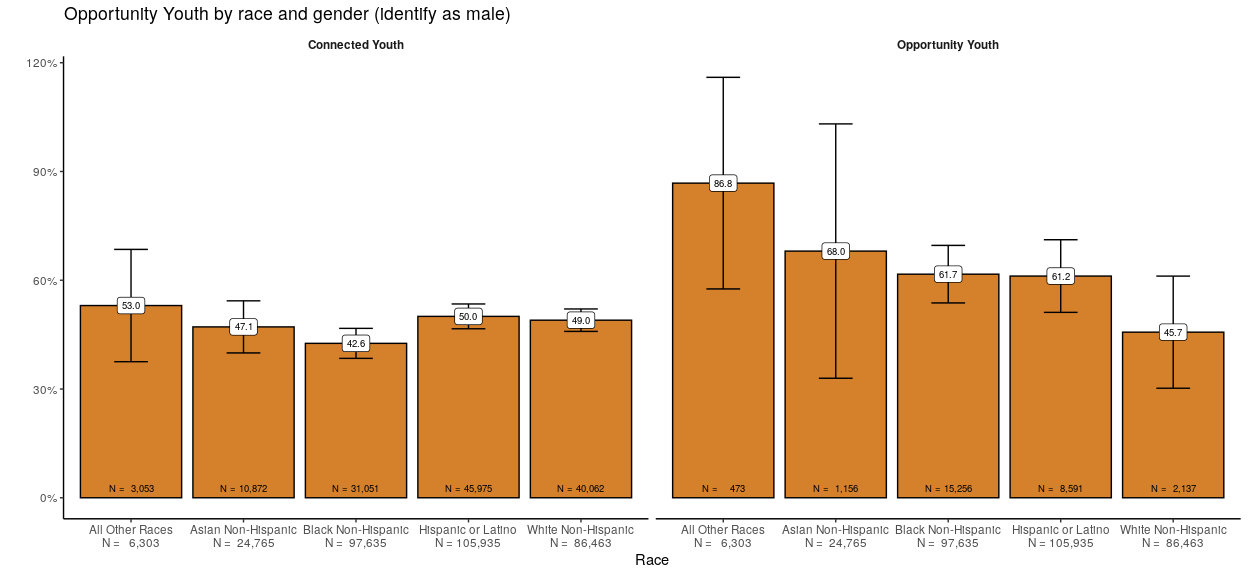 Opportunity Youth by race and gender (identify as male)
Connected Youth
Opportunity Youth
120%
90%
60%
30%
0%
53.0
47.1
42.6
50.0
49.0
86.8
68.0
61.7
61.2
45.7
N = 3,053
N = 10,872
N = 31,051
N = 45,975
N = 40,062
N = 473
N = 1,156
N = 15,256
N = 8,591
N = 2,137
All Other Races
N = 6,303
Asian Non-Hispanic
N = 24,765
Black Non-Hispanic
N = 97,635
Hispanic or Latino
N = 105,935
White Non-Hispanic
N = 86,463
All Other Races
N = 6,303
Asian Non-Hispanic
N = 24,765
Black Non-Hispanic
N = 97,635
Hispanic or Latino
N = 105,935
White Non-Hispanic
N = 86,463
Race